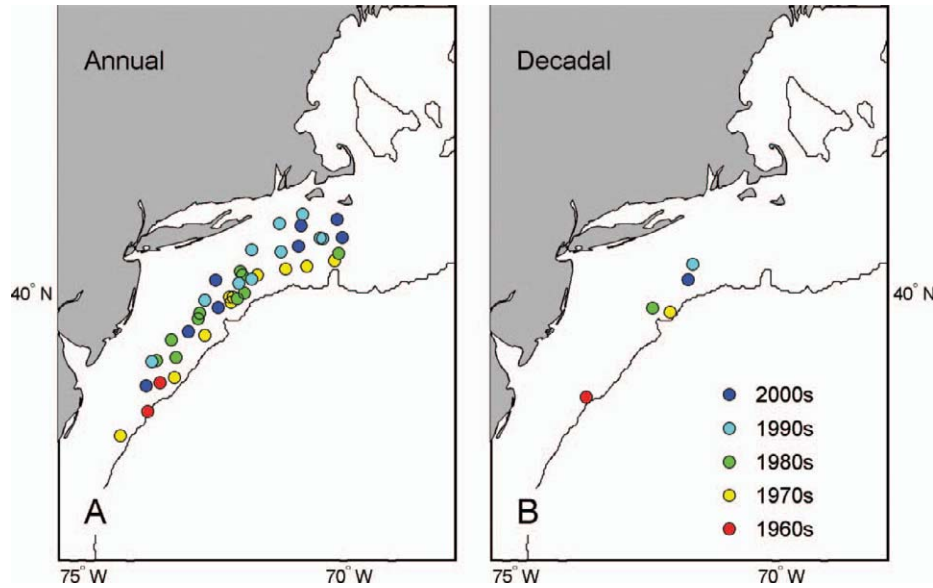 Annual
Decadal
40° N
40° N
2000s
1990s
1980s
1970s
1960s
A
B
75° W
70° W
75° W
70° W